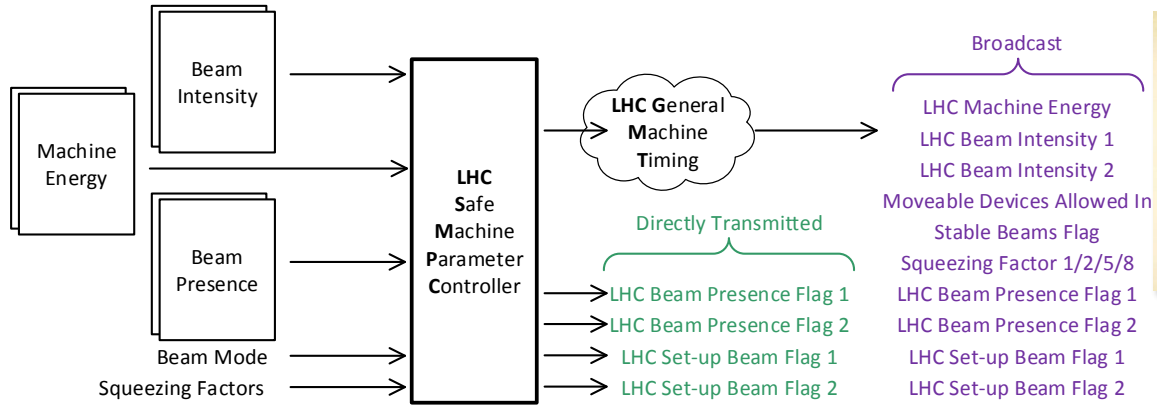 Beam
Intensity
Machine
Energy
Beam
Presence
Beam Mode
Squeezing Factors
LHC
Safe
Machine
Parameter
Controller
LHC General
Machine
Timing
Directly Transmitted
LHC Beam Presence Flag 1
LHC Beam Presence Flag 2
LHC Set-up Beam Flag 1
LHC Set-up Beam Flag 2
Broadcast
LHC Machine Energy
LHC Beam Intensity 1
LHC Beam Intensity 2
Moveable Devices Allowed In
Stable Beams Flag
Squeezing Factor 1/2/5/8
LHC Beam Presence Flag 1
LHC Beam Presence Flag 2
LHC Set-up Beam Flag 1
LHC Set-up Beam Flag 2